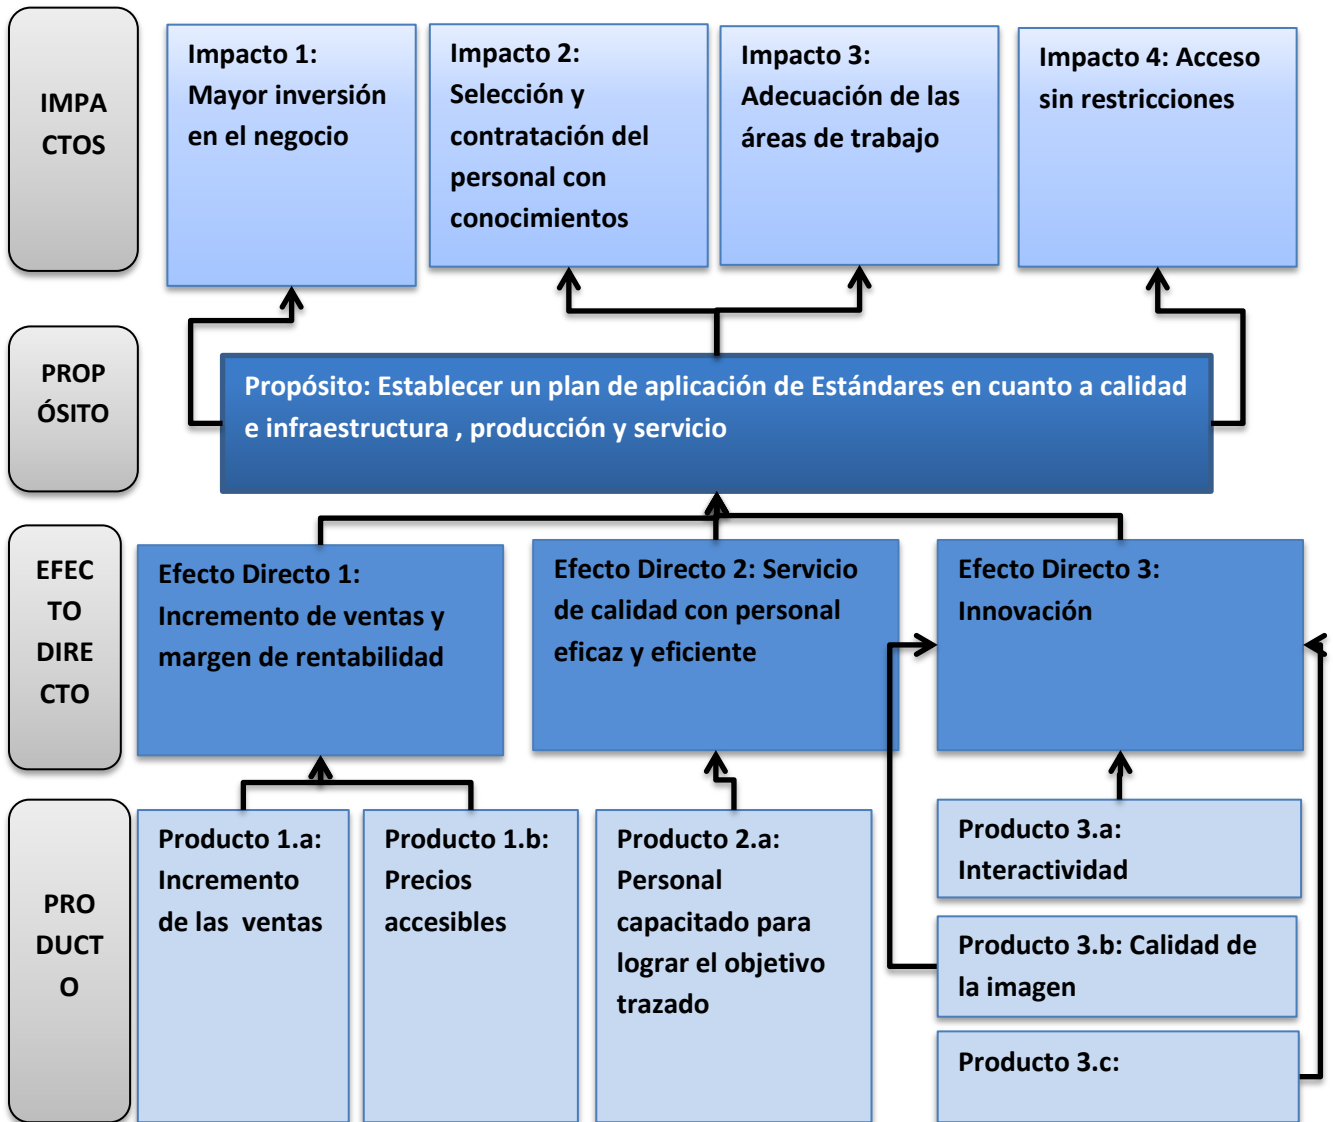 IMPA
CTOS
Impacto 1:
Mayor inversión
en el negocio
Impacto 2:
Selección y
contratación del
personal con
conocimientos
Impacto 3:
Adecuación de las
áreas de trabajo
Impacto 4: Acceso
sin restricciones
PROP
ÓSITO
Propósito: Establecer un plan de aplicación de Estándares en cuanto a calidad
e infraestructura , producción y servicio
EFEC
TO
DIRE
CTO
Efecto Directo 1:
Incremento de ventas y
margen de rentabilidad
Efecto Directo 2: Servicio
de calidad con personal
eficaz y eficiente
Efecto Directo 3:
Innovación
PRO
DUCT
O
Producto 1.a:
Incremento
de las  ventas
Producto 1.b:
Precios
accesibles
Producto 2.a:
Personal
capacitado para
lograr el objetivo
trazado
Producto 3.a:
Interactividad
Producto 3.b: Calidad de
la imagen
Producto 3.c: